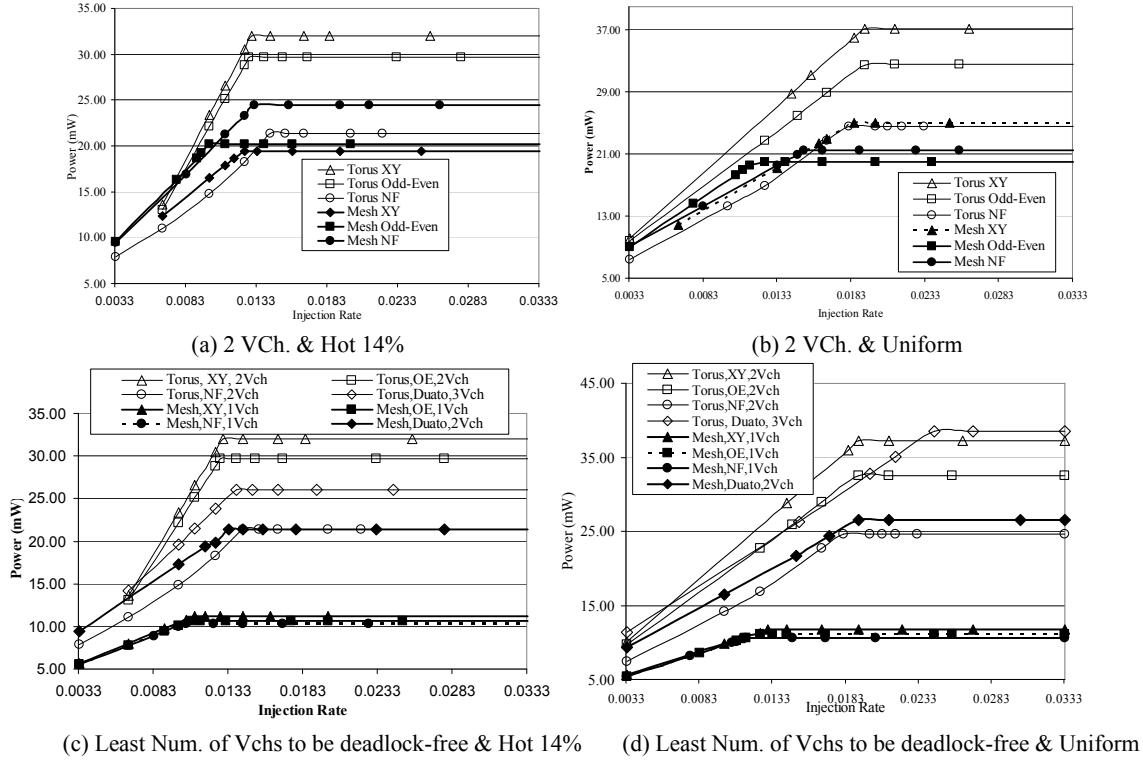 35.00
30.00
25.00
20.00
15.00
10.00
5.00
Power (mW)
Torus XY
Torus Odd-Even
Torus NF
Mesh XY
Mesh Odd-Even
Mesh NF
0.0033 0.0083 0.0133 0.0183 0.0233 0.0283 0.0333
Injection Rate
(a) 2 VCh. & Hot 14%
37.00
29.00
21.00
13.00
5.00
Power (mW)
Torus XY
Torus Odd-Even
Torus NF
Mesh XY
Mesh Odd-Even
Mesh NF
0.0033 0.0083 0.0133 0.0183 0.0233 0.0283 0.0333
Injection Rate
(b) 2 VCh. & Uniform
Torus, XY, 2Vch Torus,OE,2Vch
Torus,NF,2Vch Torus,Duato,3Vch
Mesh,XY,1Vch Mesh,OE,1Vch
Mesh,NF,1Vch Mesh,Duato,2Vch
35.00
30.00
25.00
20.00
15.00
10.00
5.00
Power (mW)
0.0033 0.0083 0.0133 0.0183 0.0233 0.0283 0.0333
Injection Rate
(c) Least Num. of Vchs to be deadlock-free & Hot 14%
Torus,XY,2Vch
Torus,OE,2Vch
Torus,NF,2Vch
Torus, Duato, 3Vch
Mesh,XY,1Vch
Mesh,OE,1Vch
Mesh,NF,1Vch
Mesh,Duato,2Vch
45.00
35.00
25.00
15.00
5.00
Power (mW)
0.0033 0.0083 0.0133 0.0183 0.0233 0.0283 0.0333
Injection Rate
(d) Least Num. of Vchs to be deadlock-free & Uniform